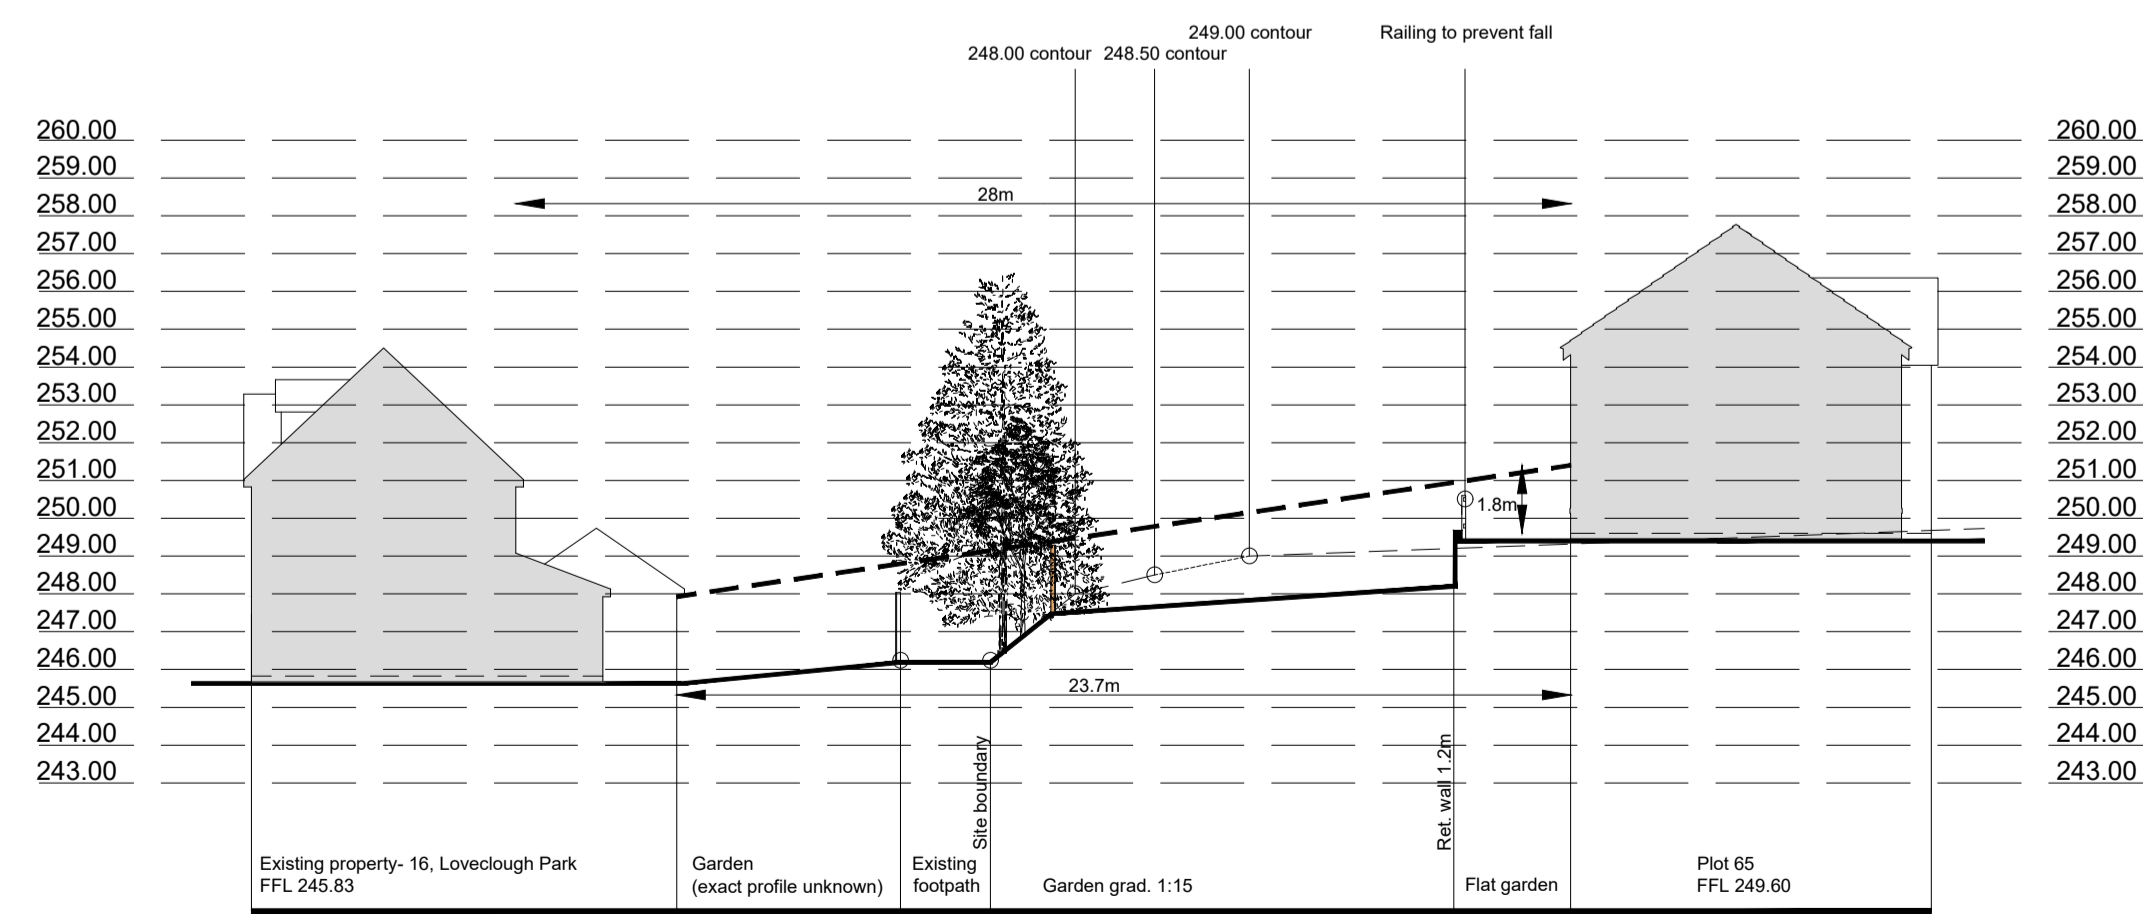 249.00 contour
Railing to prevent fall
248.00 contour
248.50 contour
260.00
260.00
259.00
259.00
28m
258.00
258.00
257.00
257.00
256.00
256.00
255.00
255.00
254.00
254.00
253.00
253.00
252.00
252.00
251.00
251.00
1.8m
250.00
250.00
249.00
249.00
248.00
248.00
247.00
247.00
246.00
246.00
23.7m
245.00
245.00
244.00
244.00
243.00
243.00
Site boundary
Ret. wall 1.2m
Existing property- 16, Loveclough Park
FFL 245.83
Garden
(exact profile unknown)
Existing
footpath
Garden grad. 1:15
Flat garden
Plot 65
FFL 249.60